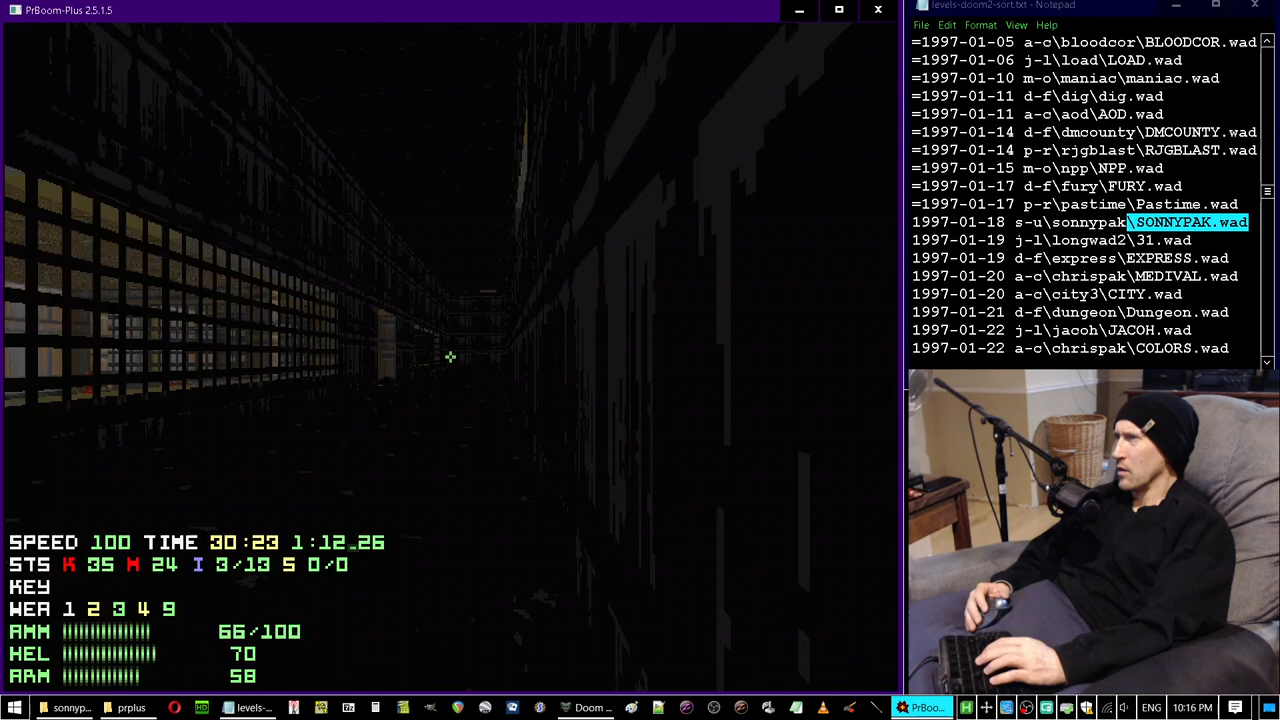 PrBoom-Plus 2.5.1.5
levels-doom2-sort.txt - Notepad
File Edit Format View Help
=1997-01-05 a-c\bloodcor\BLOODCOR.wad
=1997-01-06 j-l\load\LOAD.wad
=1997-01-10 m-o\maniac\maniac.wad
=1997-01-11 d-f\dig\dig.wad
=1997-01-11 a-c\aod\AOD.wad
=1997-01-14 d-f\dmcounty\DMCOUNTY.wad
=1997-01-14 p-r\rjgblast\RJGBLAST.wad
=1997-01-15 m-o\npp\NPP.wad
=1997-01-17 d-f\fury\FURY.wad
=1997-01-17 p-r\pastime\Pastime.wad
1997-01-18 s-u\sonnypak\SONNYPAK.wad
1997-01-19 j-l\longwad2\31.wad
1997-01-19 d-f\express\EXPRESS.wad
1997-01-20 a-c\chrispak\MEDIVAL.wad
1997-01-20 a-c\city3\CITY.wad
1997-01-21 d-f\dungeon\Dungeon.wad
1997-01-22 j-l\jacoh\JACOH.wad
1997-01-22 a-c\chrispak\COLORS.wad
SPEED 100 TIME 30:23 1:12_26
STS K 35 M 24 I 3/13 S 0/0
KEY
WEA 1 2 3 4 9
AMM 66/100
HEL 70
ARM 58
sonnyp... prplus levels-... Doom ... PrBoo... ENG 10:16 PM